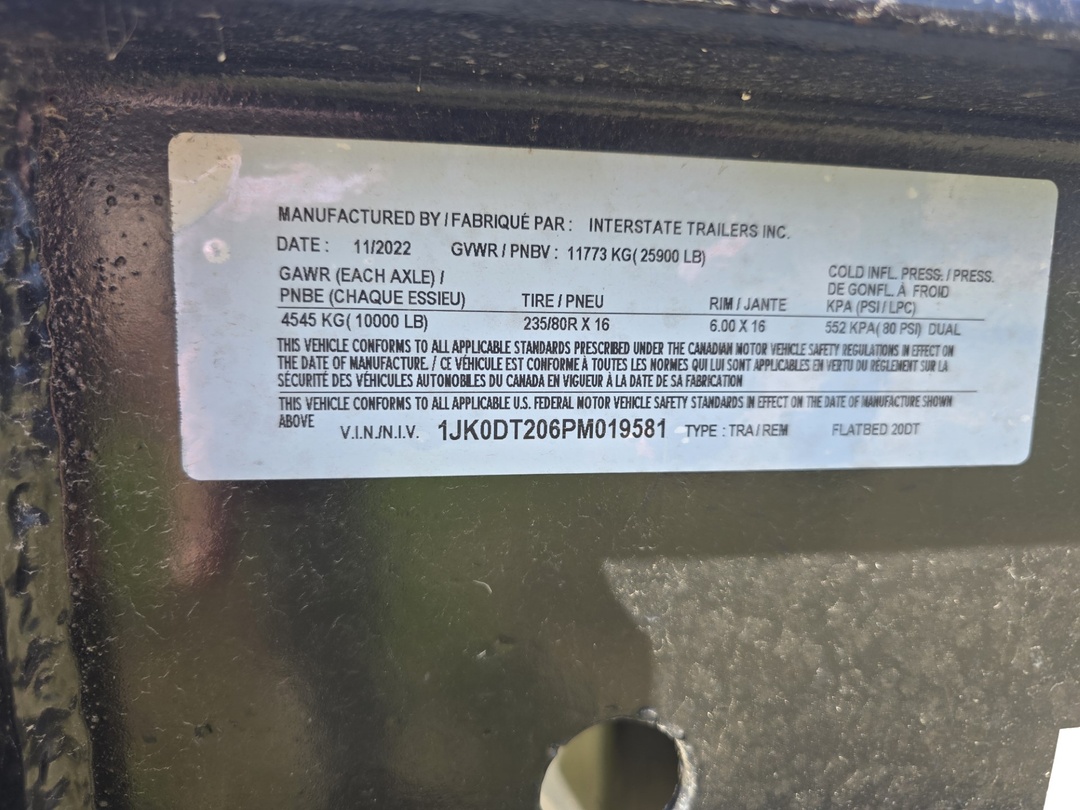 MANUFACTURED BY / FABRIQUÉ PAR : INTERSTATE TRAILERS INC.
DATE : 11/2022 GVWR / PNBV : 11773 KG( 25900 LB)
GAWR (EACH AXLE) /
PNBE (CHAQUE ESSIEU) TIRE / PNEU RIM / JANTE COLD INFL. PRESS. / PRESS.
DE GONFL. À FROID
KPA (PSI / LPC)
4545 KG( 10000 LB) 235/80R X 16 6.00 X 16 552 KPA( 80 PSI) DUAL
THIS VEHICLE CONFORMS TO ALL APPLICABLE STANDARDS PRESCRIBED UNDER THE CANADIAN MOTOR VEHICLE SAFETY REGULATIONS IN EFFECT ON
THE DATE OF MANUFACTURE. / CE VÉHICULE EST CONFORME À TOUTES LES NORMES QUI LUI SONT APPLICABLES EN VERTU DU RÈGLEMENT SUR LA
SÉCURITÉ DES VÉHICULES AUTOMOBILES DU CANADA EN VIGUEUR À LA DATE DE SA FABRICATION
THIS VEHICLE CONFORMS TO ALL APPLICABLE U.S. FEDERAL MOTOR VEHICLE SAFETY STANDARDS IN EFFECT ON THE DATE OF MANUFACTURE SHOWN
ABOVE
V.I.N./N.I.V. 1JK0DT206PM019581 TYPE : TRA / REM FLATBED 20DT